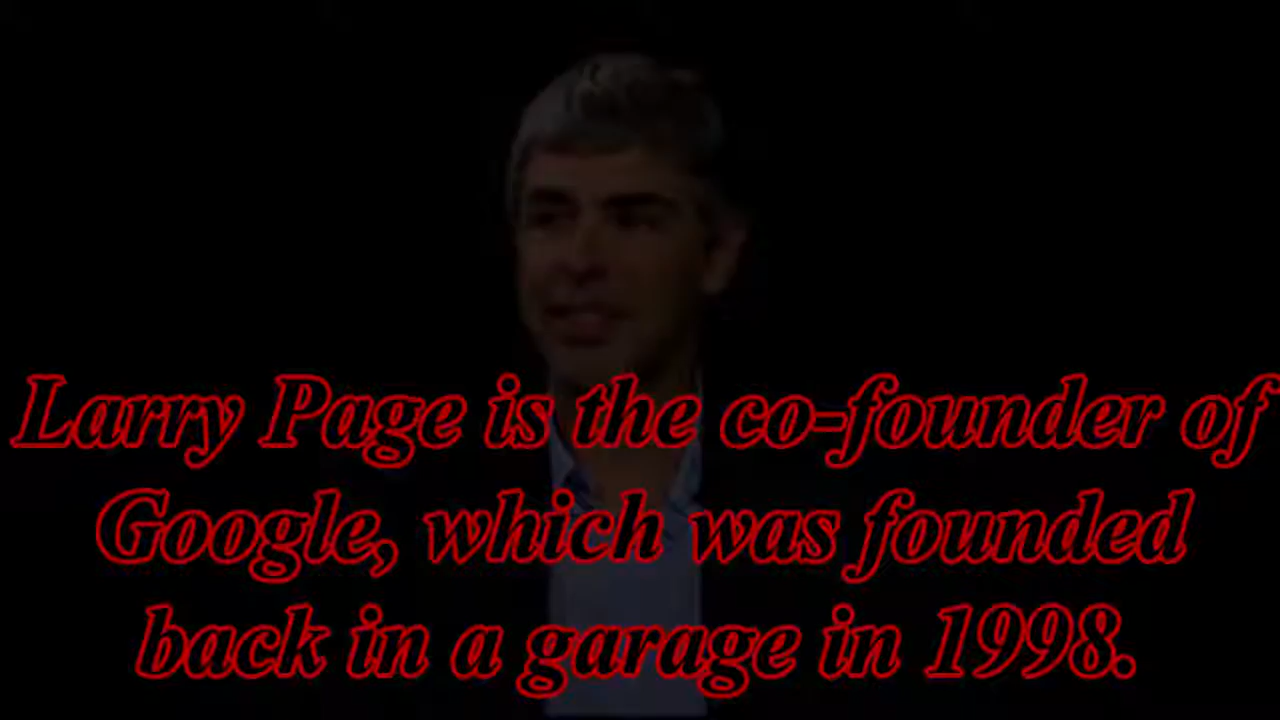 Larry Page is the co-founder of
Google, which was founded
back in a garage in 1998.